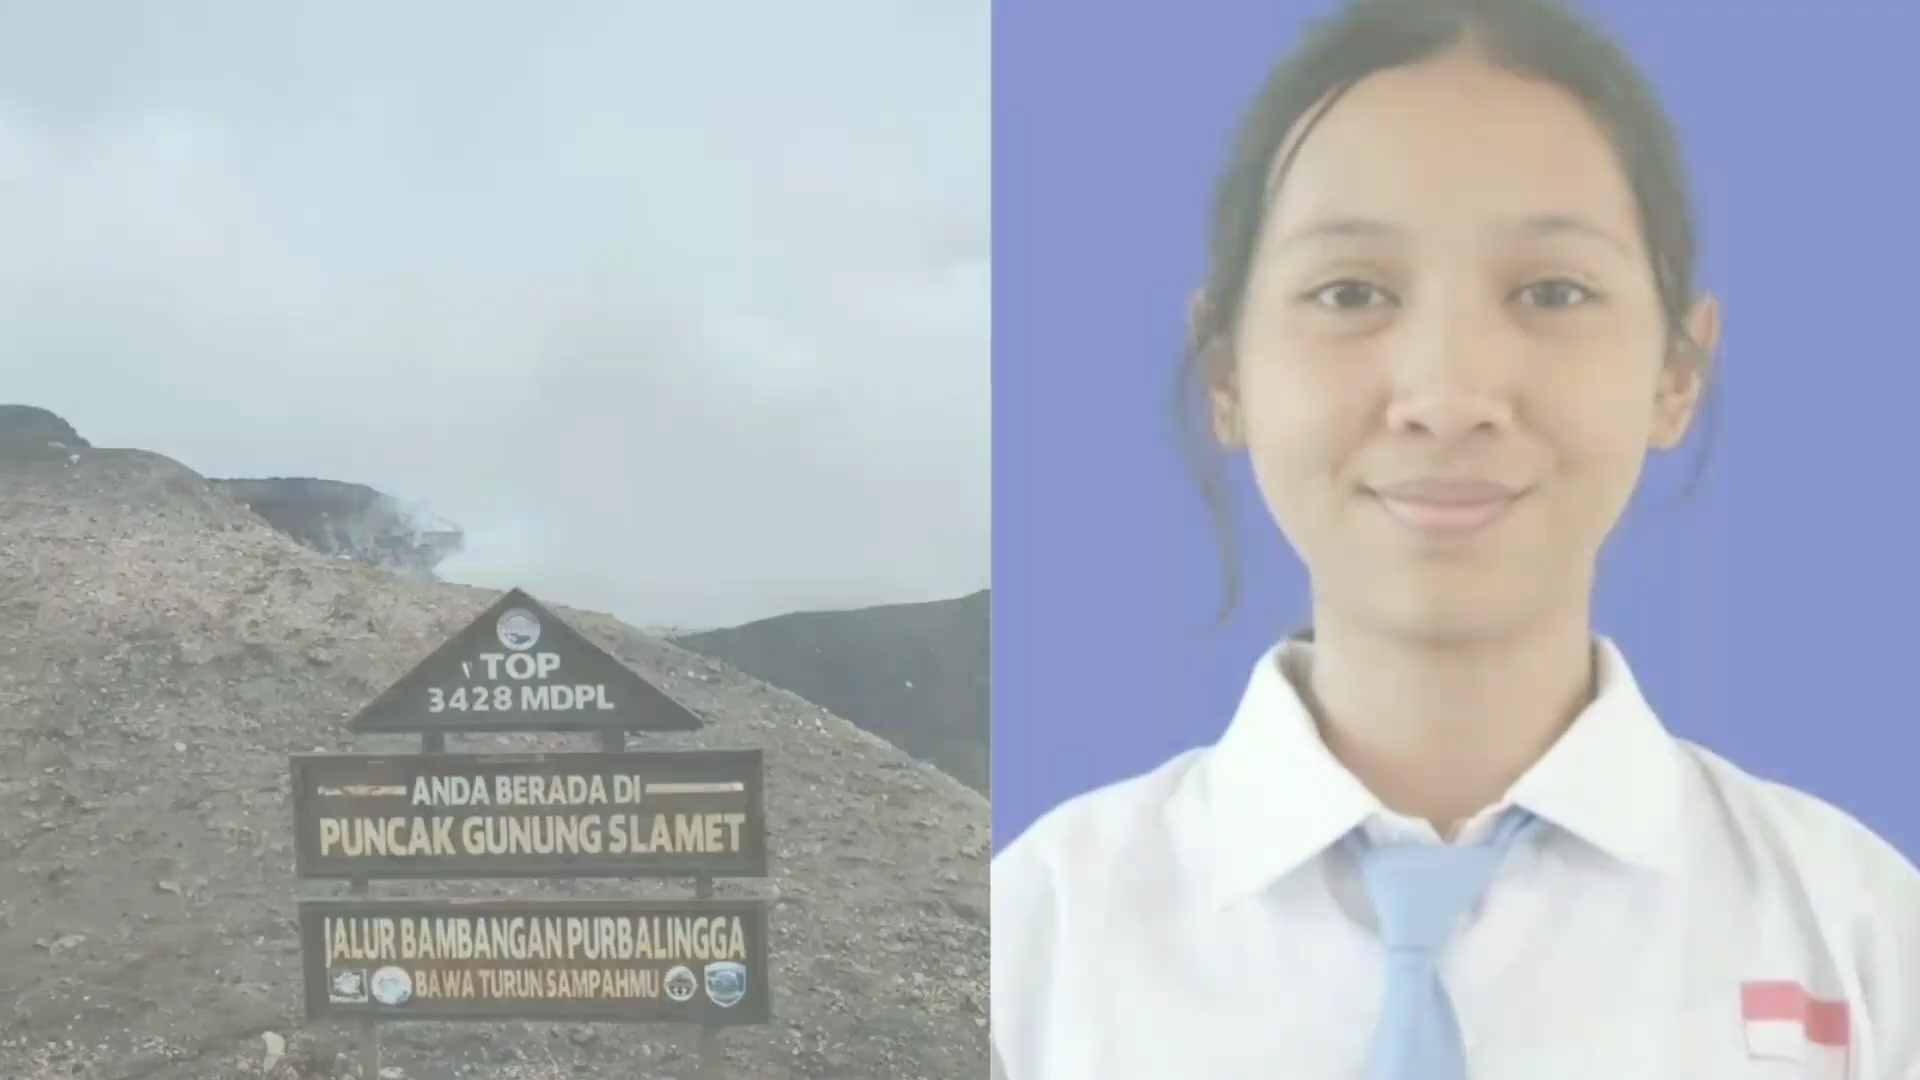 TOP
3428 MDPL
ANDA BERADA DI
PUNCAK GUNUNG SLAMET
JALUR BAMBANGAN PURBALINGGA
BAWA TURUN SAMPAHMU